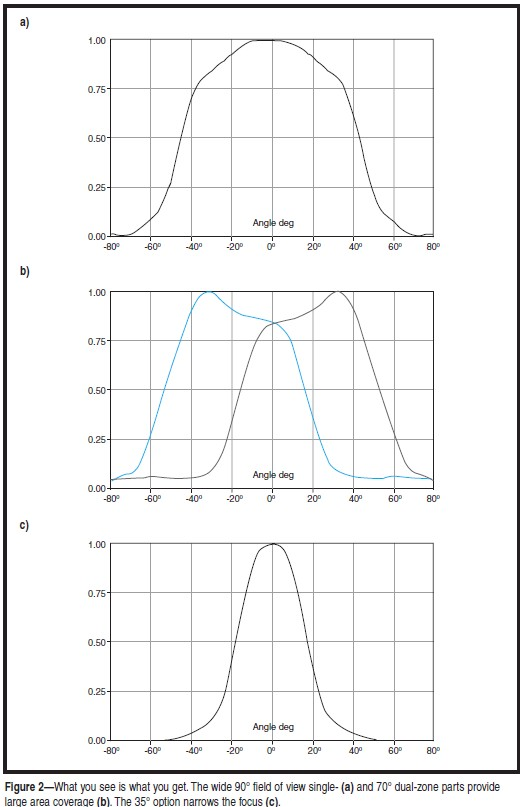 a)
1.00
0.75
0.50
0.25
0.00
Angle deg
-80° -60° -40° -20° 0° 20° 40° 60° 80°
b)
1.00
0.75
0.50
0.25
0.00
Angle deg
-80° -60° -40° -20° 0° 20° 40° 60° 80°
c)
1.00
0.75
0.50
0.25
0.00
Angle deg
-80° -60° -40° -20° 0° 20° 40° 60° 80°
Figure 2—What you see is what you get. The wide 90° field of view single- (a) and 70° dual-zone parts provide
large area coverage (b). The 35° option narrows the focus (c).